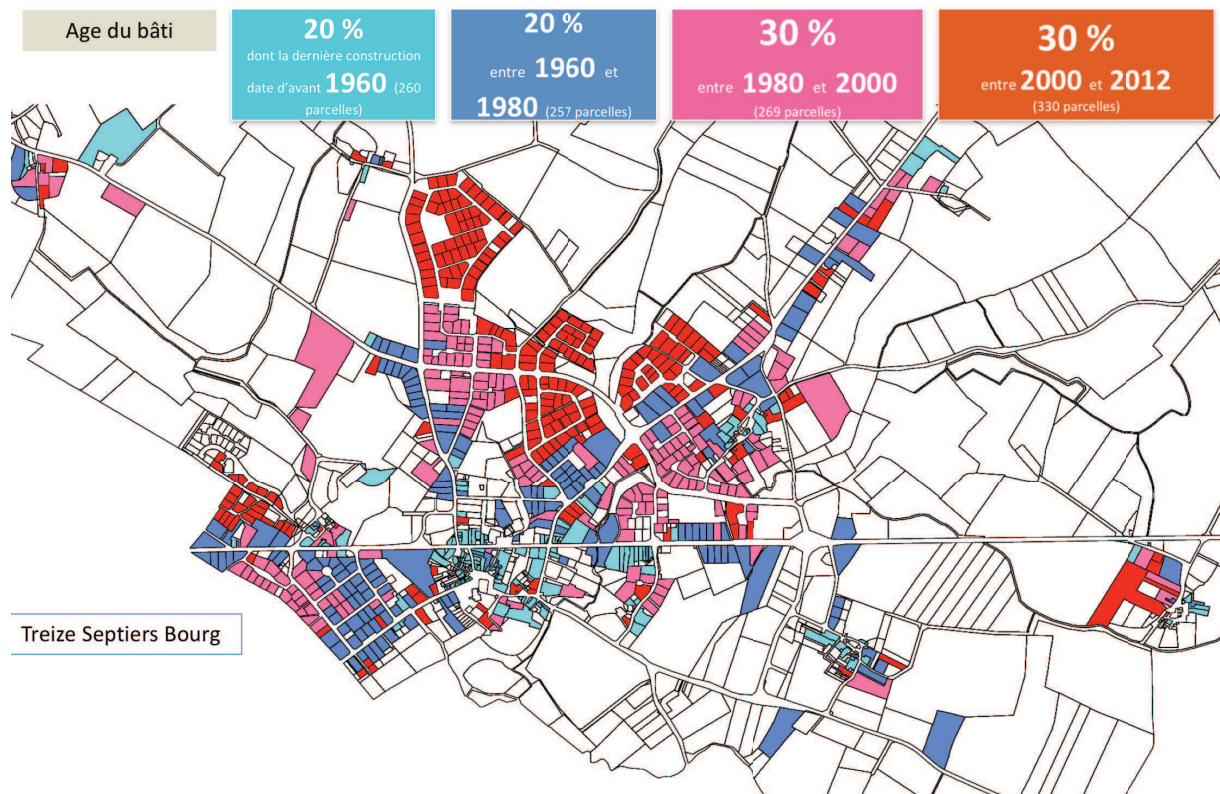 Age du bâti
20 %
dont la dernière construction
date d'avant 1960 (260
parcelles)
20 %
entre 1960 et
1980 (257 parcelles)
30 %
entre 1980 et 2000
(269 parcelles)
30 %
entre 2000 et 2012
(330 parcelles)
Treize Septiers Bourg